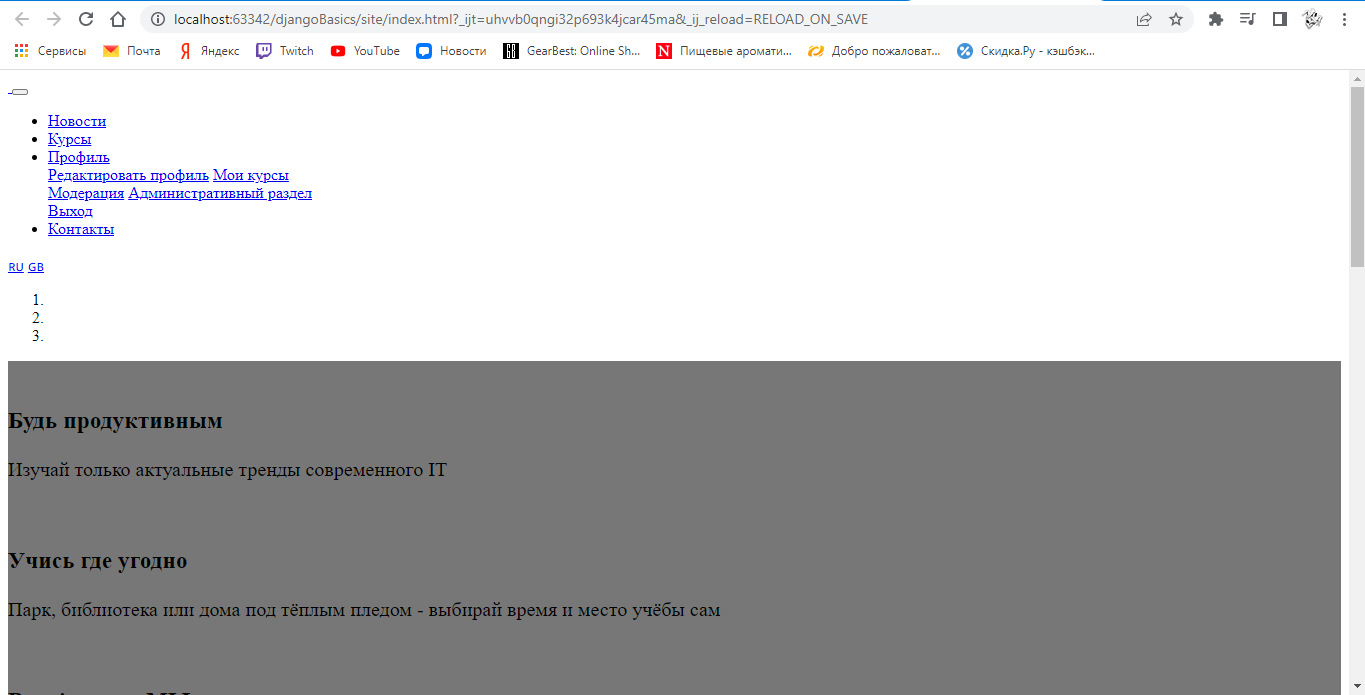 localhost:63342/djangoBasics/site/index.html?_ijt=uhvvb0qngi32p693k4jcar45ma&_ij_reload=RELOAD_ON_SAVE
Сервисы Почта Яндекс Twitch YouTube Новости GearBest: Online Sh... Пищевые аромати... Добро пожаловат... Скидка.Ру - кэшбэк...
Новости
Курсы
Профиль
Редактировать профиль Мои курсы
Модерация Административный раздел
Выход
Контакты
RU GB
1.
2.
3.
Будь продуктивным
Изучай только актуальные тренды современного IT
Учись где угодно
Парк, библиотека или дома под тёплым пледом - выбирай время и место учёбы сам